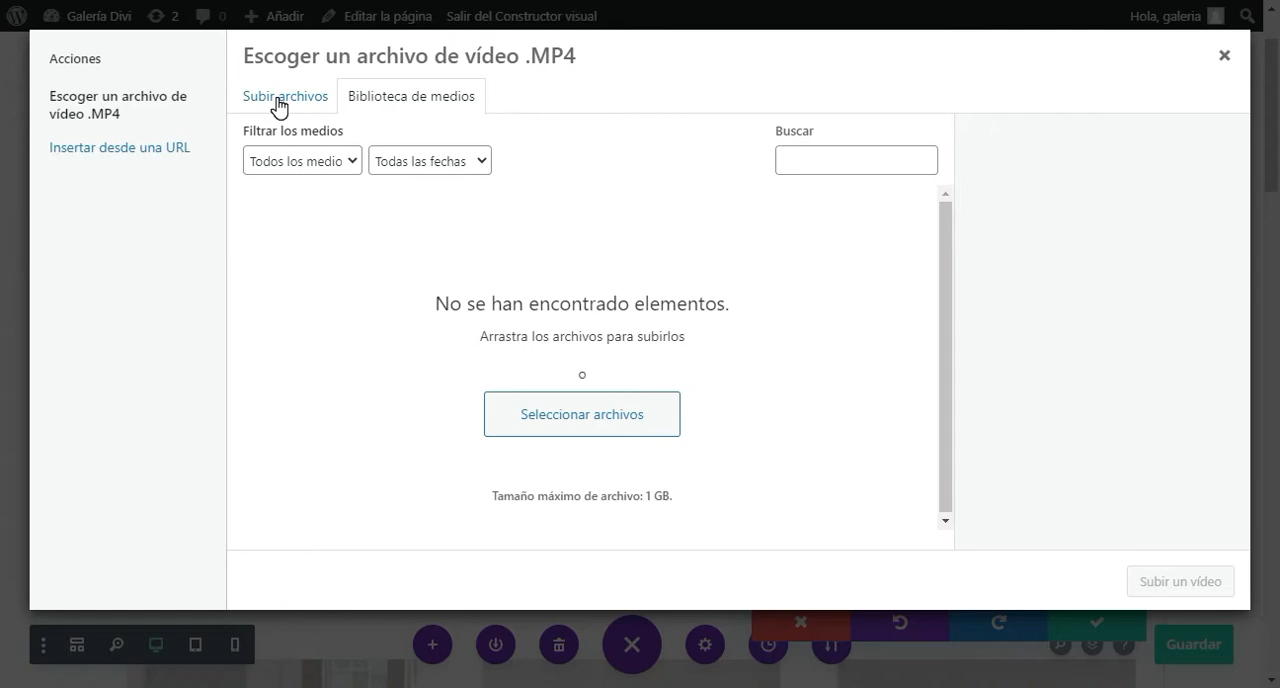 Galería Divi 2 0 Añadir Editar la página Salir del Constructor visual Hola, galeria
Acciones
Escoger un archivo de
vídeo .MP4
Insertar desde una URL
Escoger un archivo de vídeo .MP4
Subir archivos Biblioteca de medios
Filtrar los medios Buscar
Todos los medio Todas las fechas
No se han encontrado elementos.
Arrastra los archivos para subirlos
o
Seleccionar archivos
Tamaño máximo de archivo: 1 GB.
Subir un vídeo
Guardar